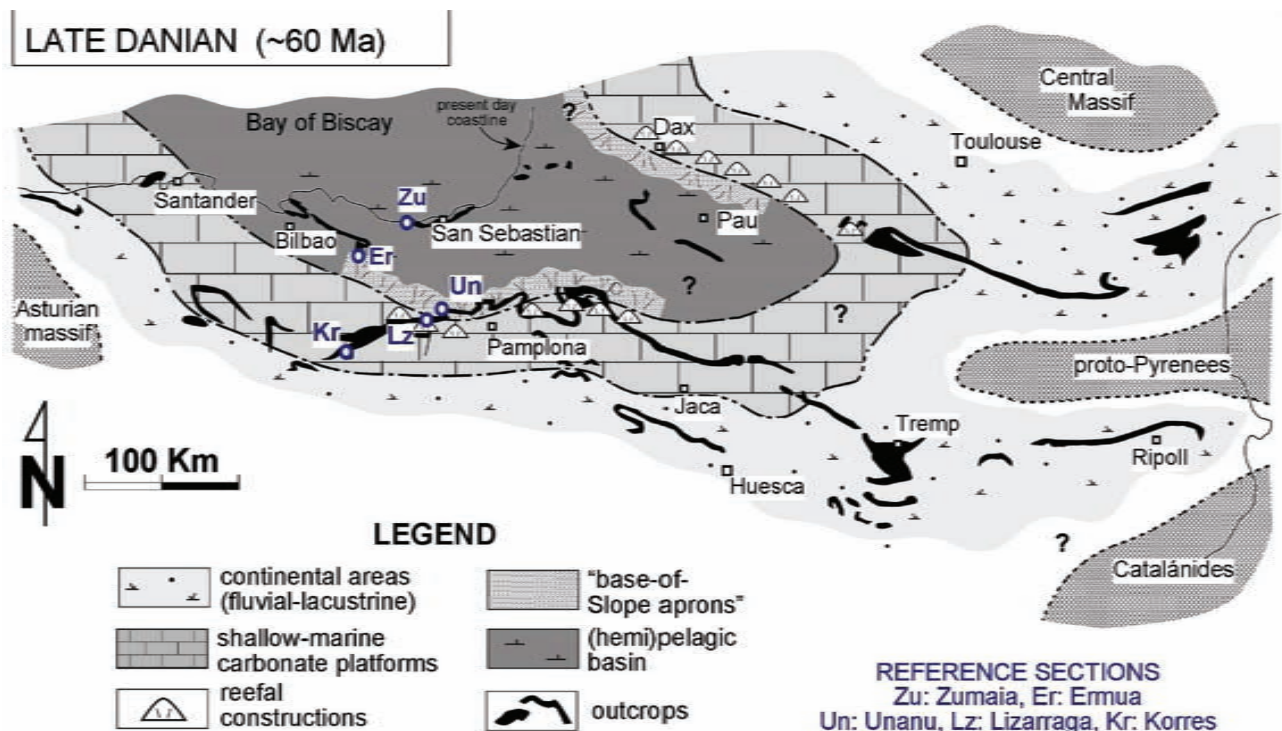 LATE DANIAN (~60 Ma)
Central
Massif
present day
coastline
?
Bay of Biscay
Dax
Toulouse
Santander
Zu
San Sebastian
Pau
Bilbao
Er
Un
?
Asturian
massif
?
Kr
Lz
Pamplona
proto-Pyrenees
Jaca
Tremp
N
100 Km
Ripoll
Huesca
?
LEGEND
Catalánides
continental areas
(fluvial-lacustrine)
"base-of-
Slope aprons"
shallow-marine
carbonate platforms
(hemi)pelagic
basin
reefal
constructions
outcrops
REFERENCE SECTIONS
Zu: Zumaia, Er: Ermua
Un: Unanu, Lz: Lizarraga, Kr: Korres